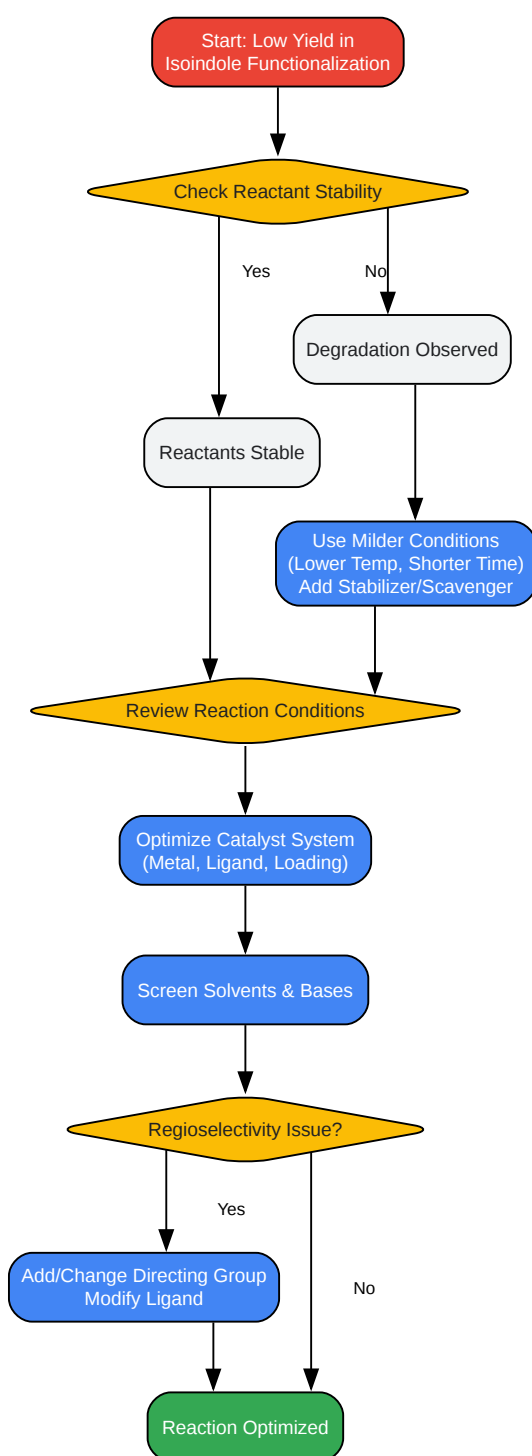 Start: Low Yield in
Isoindole Functionalization
Check Reactant Stability
Yes
No
Degradation Observed
Reactants Stable
Use Milder Conditions
(Lower Temp, Shorter Time)
Add Stabilizer/Scavenger
Review Reaction Conditions
Optimize Catalyst System
(Metal, Ligand, Loading)
Screen Solvents & Bases
Regioselectivity Issue?
Yes
Add/Change Directing Group
Modify Ligand
No
Reaction Optimized